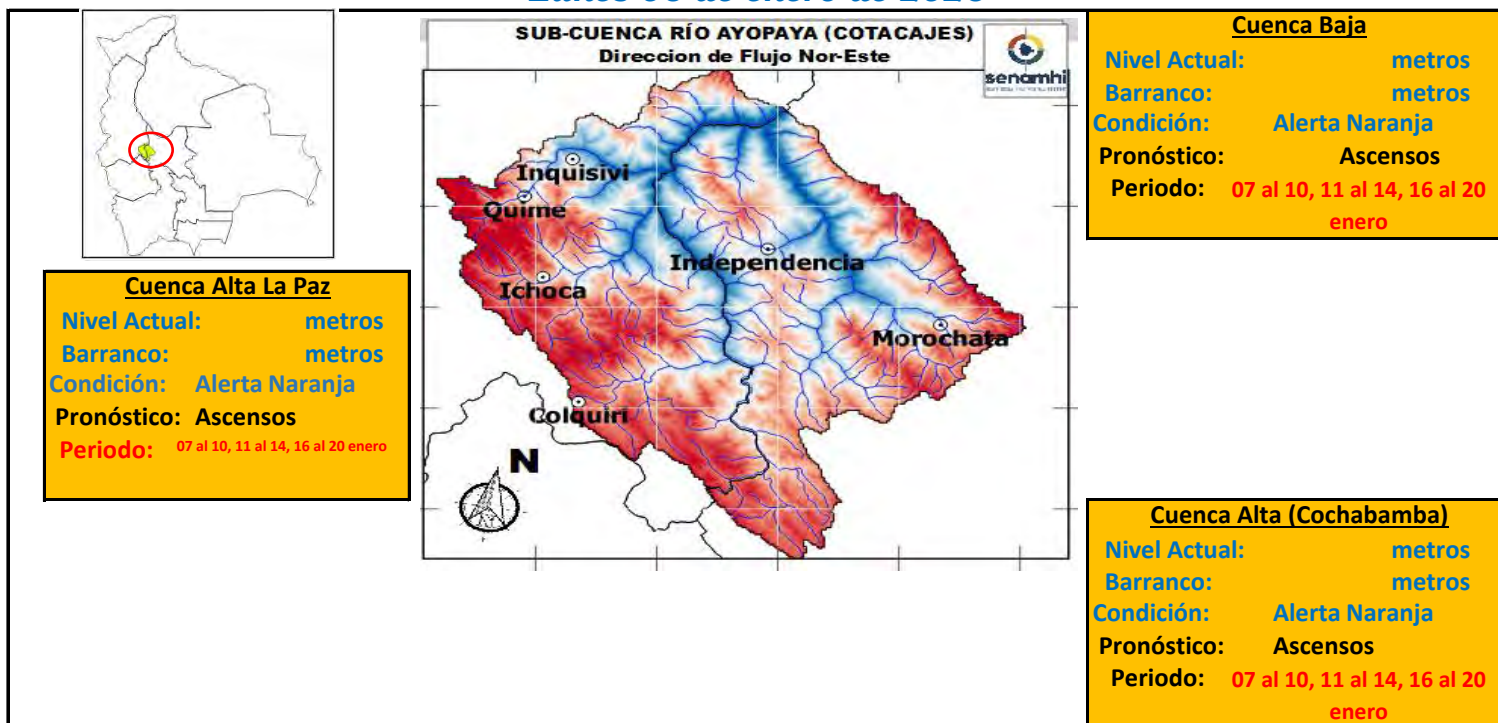 SUB-CUENCA RÍO AYOPAYA (COTACAJES)
Direccion de Flujo Nor-Este
senamhi
Inquisivi
Quime
Independencia
Ichoca
Morochata
Colquiri
N
Cuenca Baja
Nivel Actual: metros
Barranco: metros
Condición: Alerta Naranja
Pronóstico: Ascensos
Periodo: 07 al 10, 11 al 14, 16 al 20
enero
Cuenca Alta La Paz
Nivel Actual: metros
Barranco: metros
Condición: Alerta Naranja
Pronóstico: Ascensos
Periodo: 07 al 10, 11 al 14, 16 al 20 enero
Cuenca Alta (Cochabamba)
Nivel Actual: metros
Barranco: metros
Condición: Alerta Naranja
Pronóstico: Ascensos
Periodo: 07 al 10, 11 al 14, 16 al 20
enero